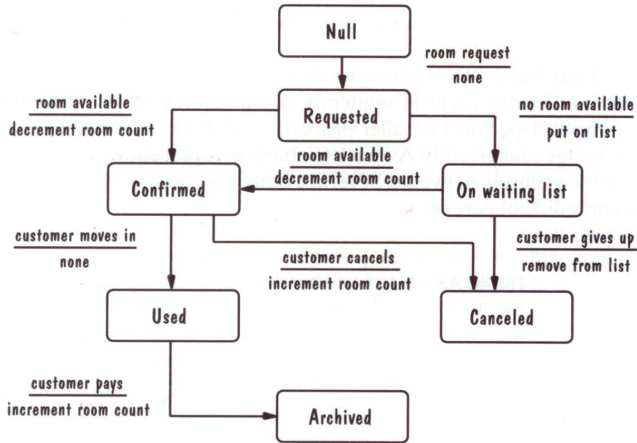 Null
room request
none
room available
decrement room count
Requested
no room available
put on list
room available
decrement room count
Confirmed
On waiting list
customer moves in
none
customer cancels
increment room count
customer gives up
remove from list
Used
Canceled
customer pays
increment room count
Archived